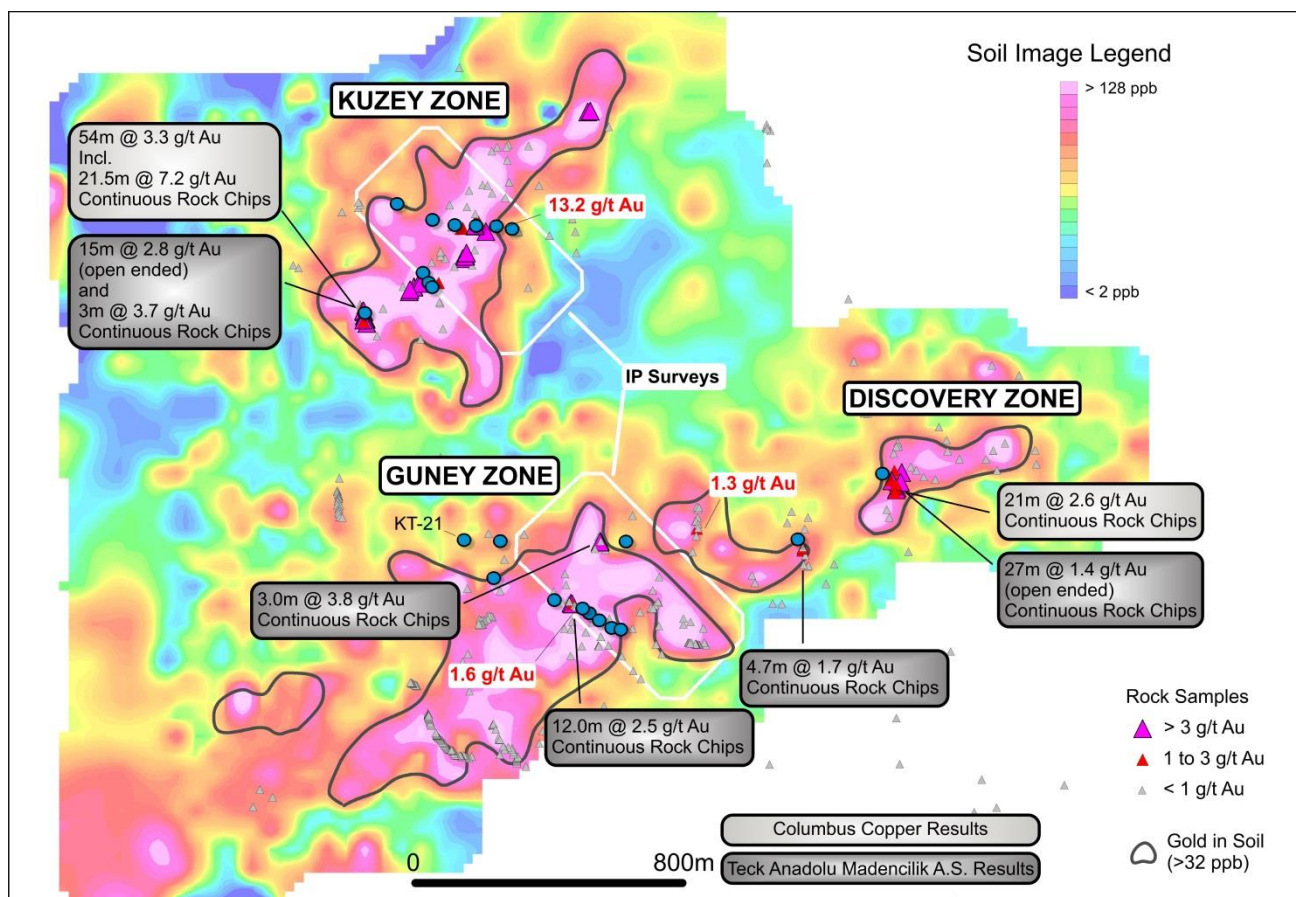 Soil Image Legend
> 128 ppb
< 2 ppb
KUZEY ZONE
54m @ 3.3 g/t Au
Incl.
21.5m @ 7.2 g/t Au
Continuous Rock Chips
15m @ 2.8 g/t Au
(open ended)
and
3m @ 3.7 g/t Au
Continuous Rock Chips
13.2 g/t Au
IP Surveys
DISCOVERY ZONE
GUNEY ZONE
1.3 g/t Au
KT-21
21m @ 2.6 g/t Au
Continuous Rock Chips
27m @ 1.4 g/t Au
(open ended)
Continuous Rock Chips
3.0m @ 3.8 g/t Au
Continuous Rock Chips
1.6 g/t Au
4.7m @ 1.7 g/t Au
Continuous Rock Chips
12.0m @ 2.5 g/t Au
Continuous Rock Chips
Rock Samples
> 3 g/t Au
1 to 3 g/t Au
< 1 g/t Au
Gold in Soil
(>32 ppb)
Columbus Copper Results
Teck Anadolu Madencilik A.S. Results
0 800m